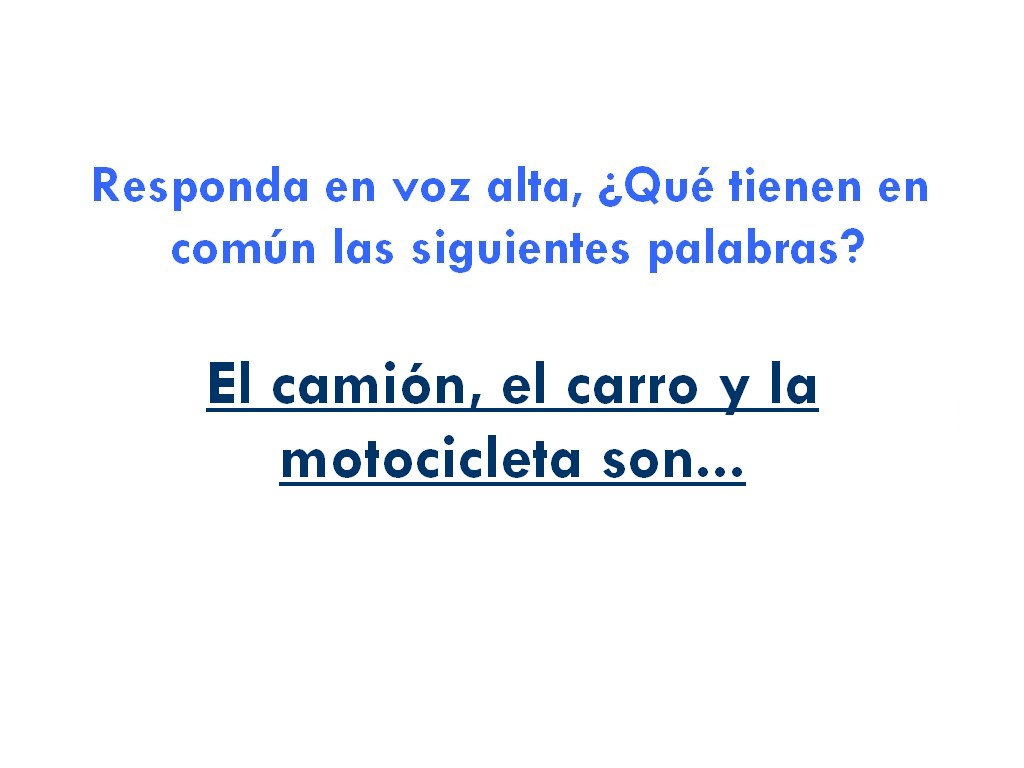 Responda en voz alta, ¿Qué tienen en
común las siguientes palabras?
El camión, el carro y la
motocicleta son...